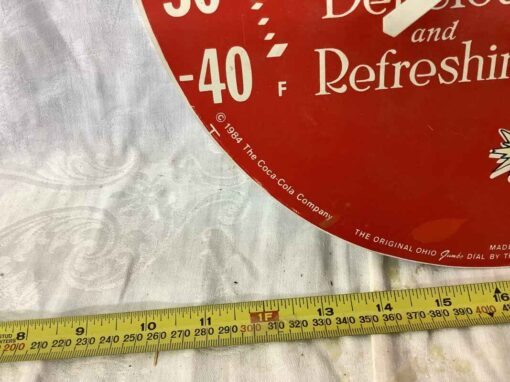 Delicious
and
Refreshin
-40
F
© 1984 The Coca-Cola Company
THE ORIGINAL OHIO Jumbo DIAL BY T
MADE
8 9 10 11 1F 13 14 15 16
210 220 230 240 250 260 270 280 290 300 310 320 330 340 350 360 370 380 390 400